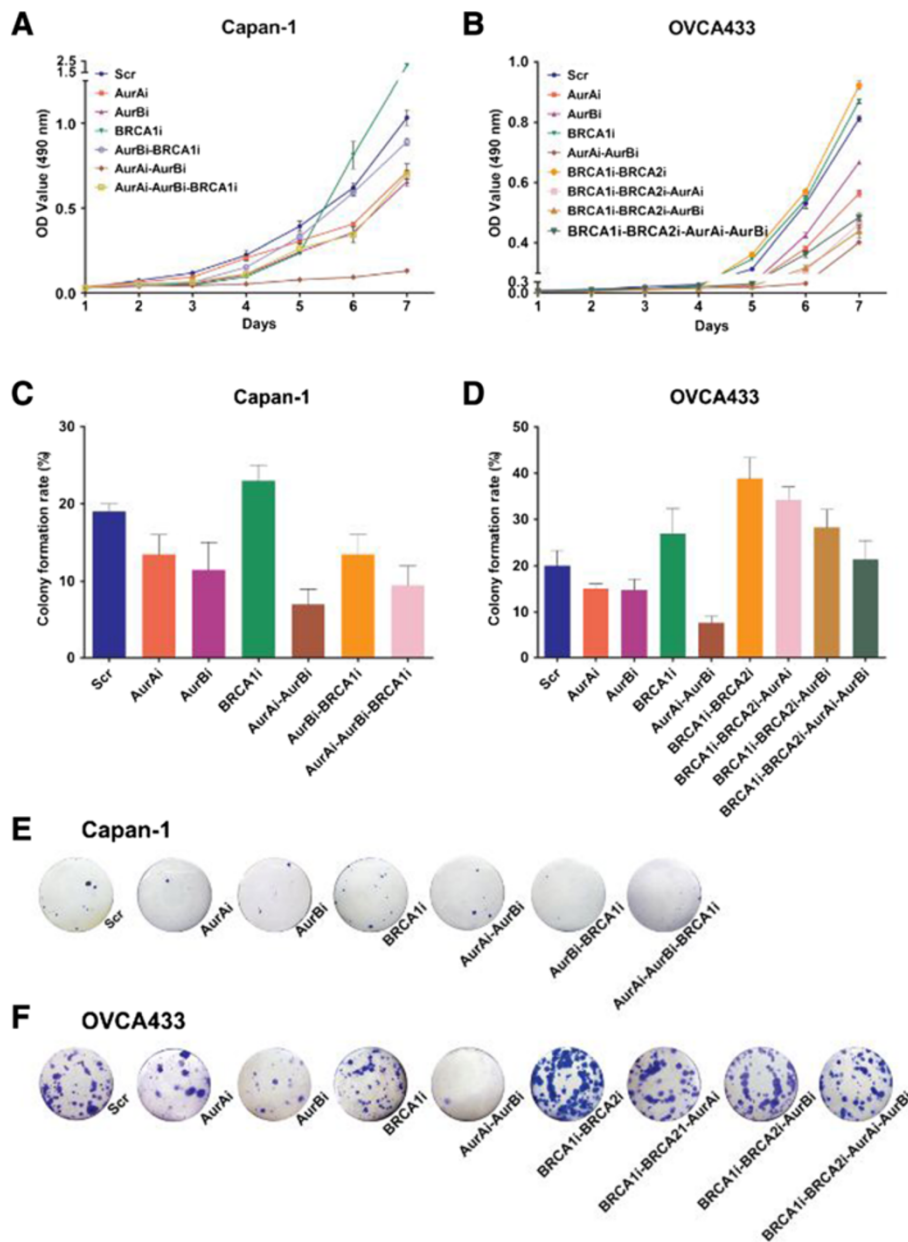 A
Capan-1
2.5
1.5
1.0
0.5
0.0
OD Value (490 nm)
Scr
AurAi
AurBi
BRCA1i
AurBi-BRCA1i
AurAi-AurBi
AurAi-AurBi-BRCA1i
1 2 3 4 5 6 7
Days
B
OVCA433
1.0
0.8
0.6
0.4
0.3
0.0
OD Value (490 nm)
Scr
AurAi
AurBi
BRCA1i
AurAi-AurBi
BRCA1i-BRCA2i
BRCA1i-BRCA2i-AurAi
BRCA1i-BRCA2i-AurBi
BRCA1i-BRCA2i-AurAi-AurBi
1 2 3 4 5 6 7
Days
C
Capan-1
30
20
10
0
Colony formation rate (%)
Scr
AurAi
AurBi
BRCA1i
AurAi-AurBi
AurBi-BRCA1i
AurAi-AurBi-BRCA1i
D
OVCA433
50
40
30
20
10
0
Colony formation rate (%)
Scr
AurAi
AurBi
BRCA1i
AurAi-AurBi
BRCA1i-BRCA2i
BRCA1i-BRCA2i-AurAi
BRCA1i-BRCA2i-AurBi
BRCA1i-BRCA2i-AurAi-AurBi
E
Capan-1
Scr
AurAi
AurBi
BRCA1i
AurAi-AurBi
AurBi-BRCA1i
AurAi-AurBi-BRCA1i
F
OVCA433
Scr
AurAi
AurBi
BRCA1i
AurAi-AurBi
BRCA1i-BRCA2i
BRCA1i-BRCA21-AurAi
BRCA1i-BRCA2i-AurBi
BRCA1i-BRCA2i-AurAi-AurBi